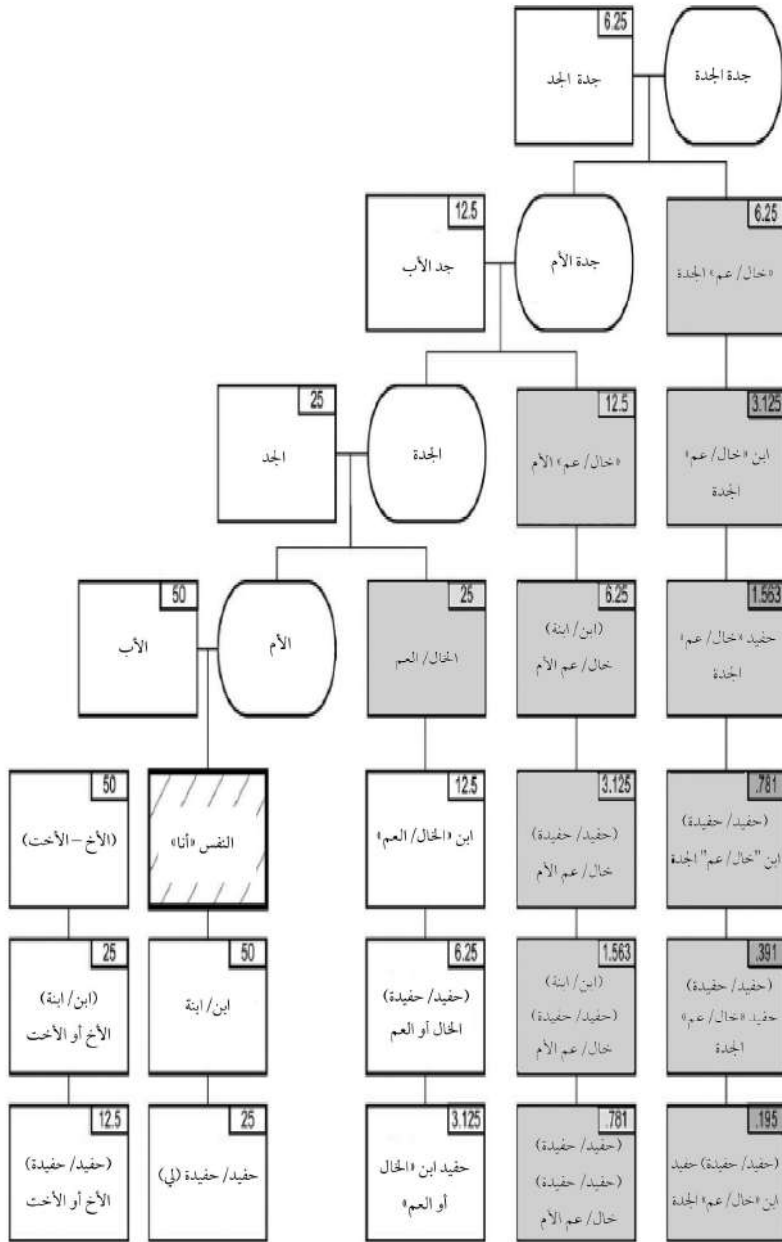 6.25
جدة الجد
جدة الجدة
12.5
جد الأب
جدة الأم
6.25
«خال/ عم» الجدة
25
الجد
الجدة
12.5
«خال/ عم» الأم
3.125
ابن «خال/ عم»
الجدة
50
الأب
الأم
25
الخال/ العم
6.25
(ابن/ ابنة)
خال/ عم الأم
1.563
حفيد «خال/ عم»
الجدة
50
(الأخ – الأخت)
النفس «أنا»
12.5
ابن «الخال/ العم»
3.125
(حفيد/ حفيدة)
خال/ عم الأم
.781
(حفيد/ حفيدة)
ابن "خال/ عم" الجدة
25
(ابن/ ابنة)
الأخ أو الأخت
50
ابن/ ابنة
6.25
(حفيد/ حفيدة)
الخال أو العم
1.563
(ابن/ ابنة)
(حفيد/ حفيدة)
خال/ عم الأم
.391
(حفيد/ حفيدة)
حفيد «خال/ عم»
الجدة
12.5
(حفيد/ حفيدة)
الأخ أو الأخت
25
حفيد/ حفيدة (لي)
3.125
حفيد ابن «الخال
أو العم»
.781
(حفيد/ حفيدة)
(حفيد/ حفيدة)
خال/ عم الأم
.195
(حفيد/ حفيدة) حفيد
ابن «خال/ عم» الجدة